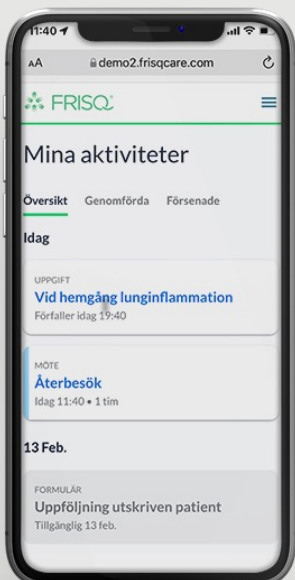 11:40
AA demo2.frisqcare.com
FRISQ
Mina aktiviteter
Översikt Genomförda Försenade
Idag
UPPGIFT
Vid hemgång lunginflammation
Förfaller idag 19:40
MÖTE
Återbesök
Idag 11:40 • 1 tim
13 Feb.
FORMULÄR
Uppföljning utskriven patient
Tillgänglig 13 feb.